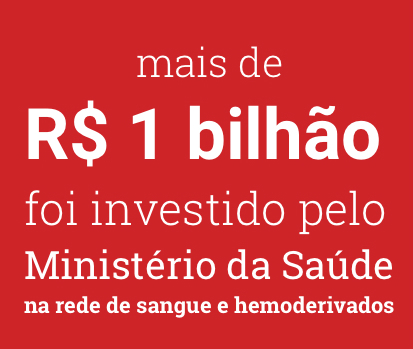 mais de
R$ 1 bilhão
foi investido pelo
Ministério da Saúde
na rede de sangue e hemoderivados